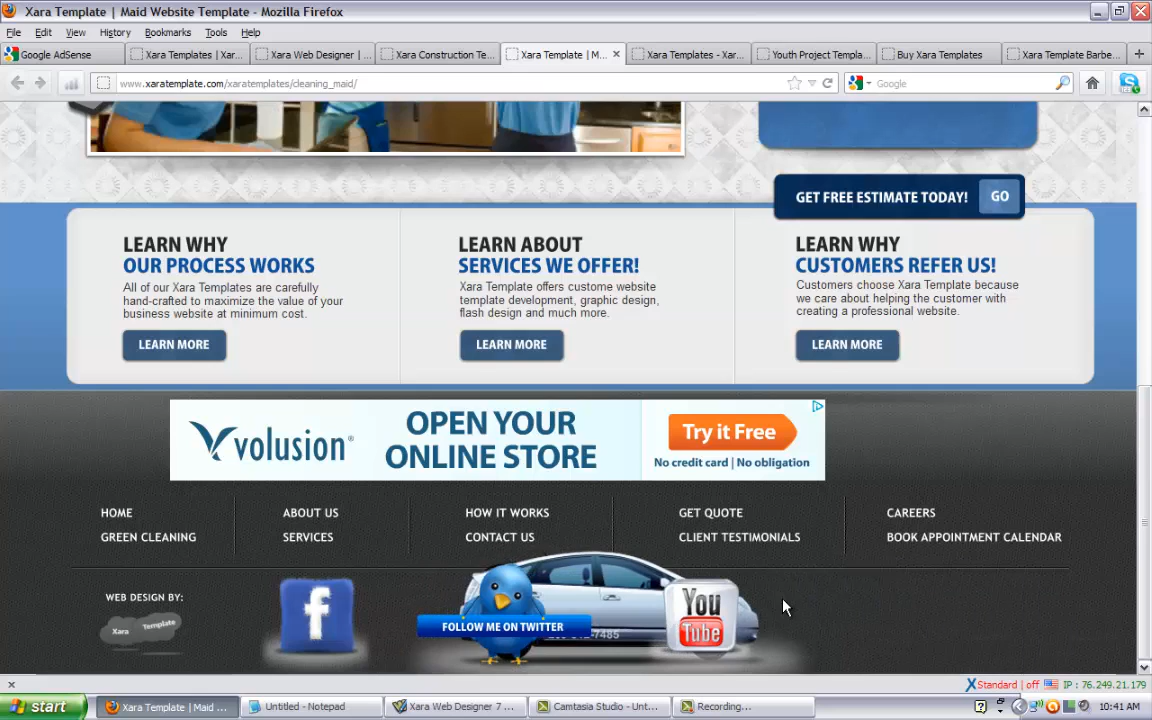 Xara Template | Maid Website Template - Mozilla Firefox
File Edit View History Bookmarks Tools Help
Google AdSense
Xara Templates | Xar...
Xara Web Designer | ...
Xara Construction Te...
Xara Template | M...
Xara Templates - Xar...
Youth Project Templa...
Buy Xara Templates
Xara Template Barbe...
www.xaratemplate.com/xaratemplates/cleaning_maid/
Google
GET FREE ESTIMATE TODAY! GO
LEARN WHY
OUR PROCESS WORKS
All of our Xara Templates are carefully
hand-crafted to maximize the value of your
business website at minimum cost.
LEARN MORE
LEARN ABOUT
SERVICES WE OFFER!
Xara Template offers custome website
template development, graphic design,
flash design and much more.
LEARN MORE
LEARN WHY
CUSTOMERS REFER US!
Customers choose Xara Template because
we care about helping the customer with
creating a professional website.
LEARN MORE
volusion®
OPEN YOUR
ONLINE STORE
Try it Free
No credit card | No obligation
HOME ABOUT US HOW IT WORKS GET QUOTE CAREERS
GREEN CLEANING SERVICES CONTACT US CLIENT TESTIMONIALS BOOK APPOINTMENT CALENDAR
WEB DESIGN BY:
Xara Template
f
FOLLOW ME ON TWITTER
7485
You
Tube
Standard | off IP : 76.249.21.179
start
Xara Template | Maid ...
Untitled - Notepad
Xara Web Designer 7 ...
Camtasia Studio - Unt...
Recording...
10:41 AM